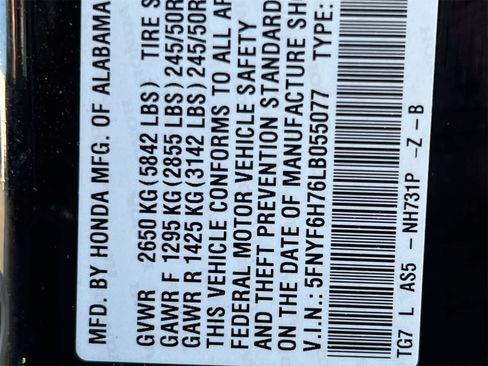 MFD. BY HONDA MFG. OF ALABAMA
GVWR 2650 KG (5842 LBS) TIRE S
GAWR F 1295 KG (2855 LBS) 245/50R
GAWR R 1425 KG (3142 LBS) 245/50R
THIS VEHICLE CONFORMS TO ALL AP
FEDERAL MOTOR VEHICLE SAFETY
AND THEFT PREVENTION STANDARD
ON THE DATE OF MANUFACTURE SHO
V.I.N.: 5FNYF6H76LB055077 TYPE:
TG7 L AS5 - NH731P - Z - B